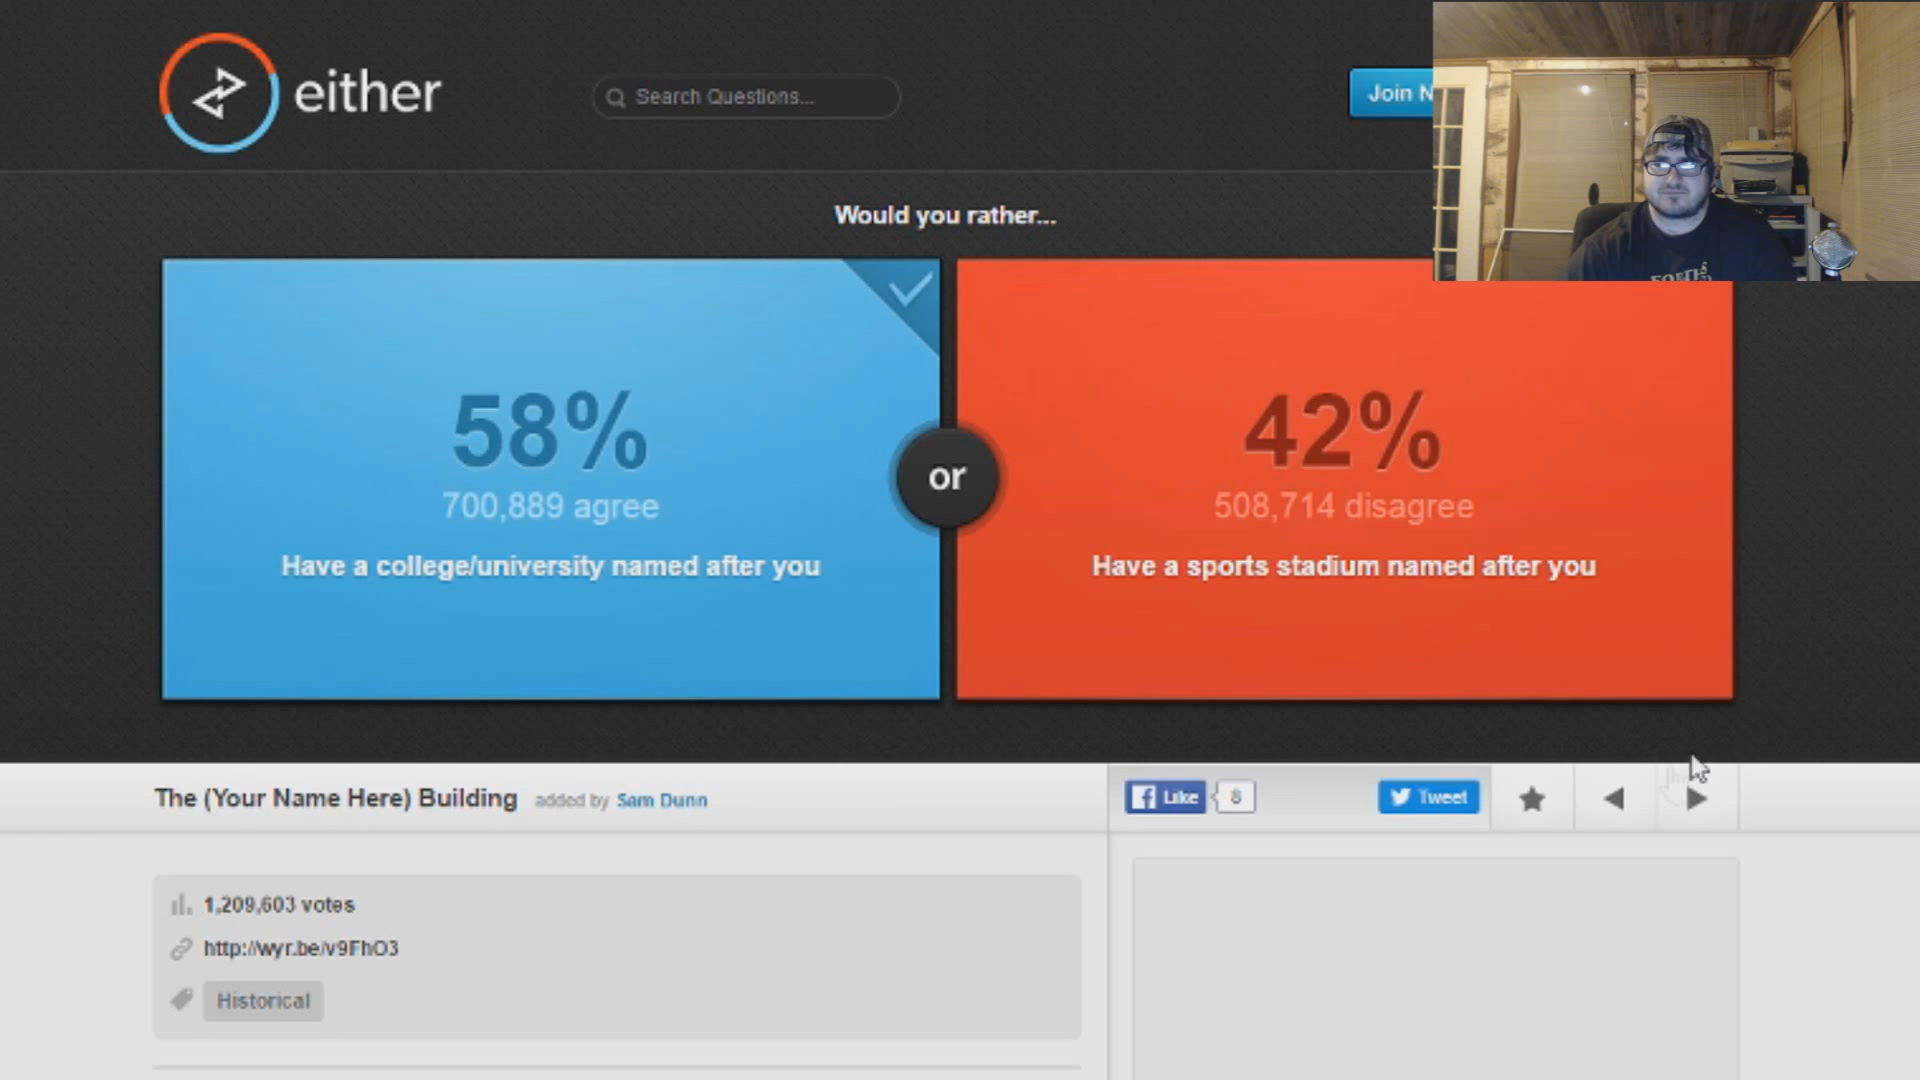 either
Search Questions...
Join N
Would you rather...
58%
700,889 agree
Have a college/university named after you
or
42%
508,714 disagree
Have a sports stadium named after you
The (Your Name Here) Building added by Sam Dunn
Like 8
Tweet
1,209,603 votes
http://wyr.be/v9FhO3
Historical